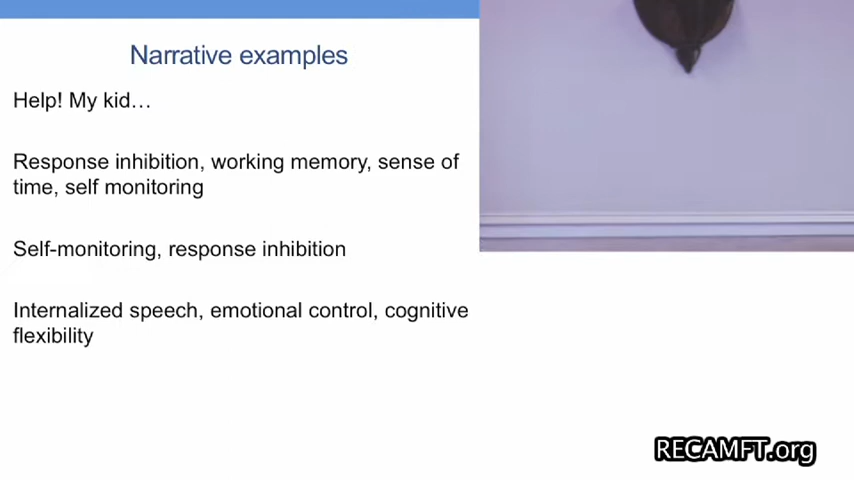 Narrative examples
Help! My kid…
Response inhibition, working memory, sense of
time, self monitoring
Self-monitoring, response inhibition
Internalized speech, emotional control, cognitive
flexibility
RECAMFT.org